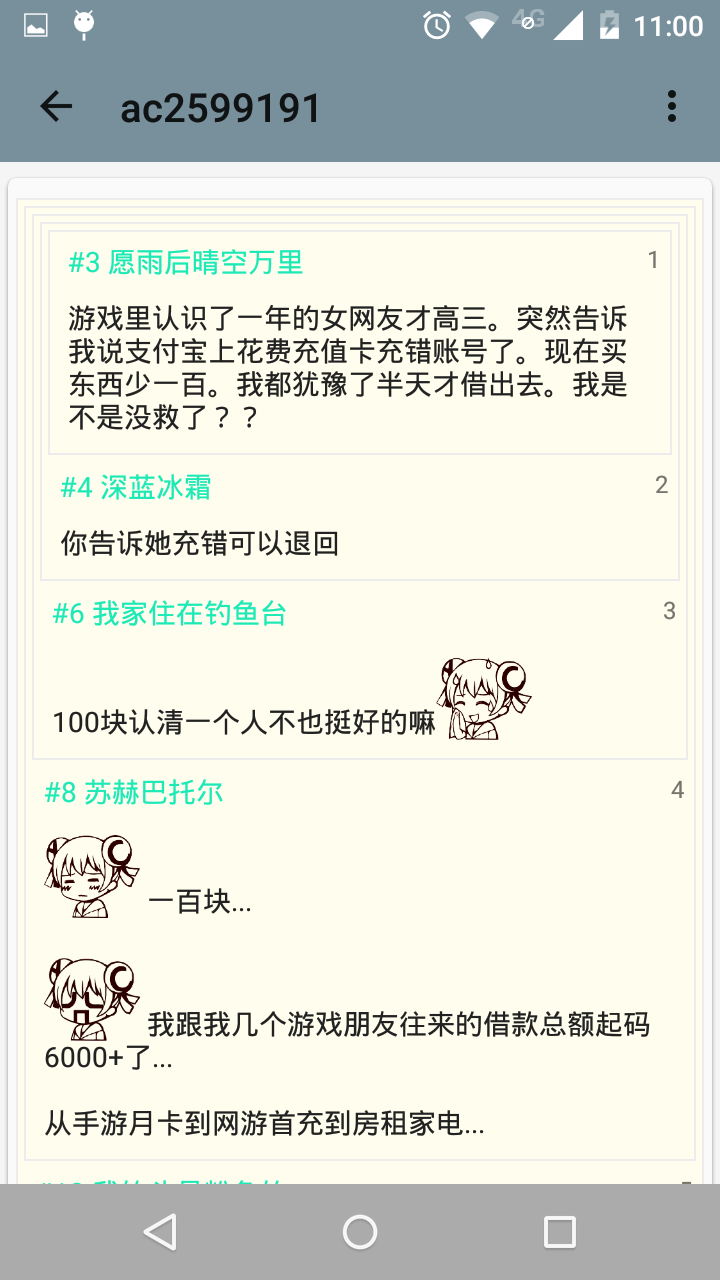 4G 11:00
ac2599191
#3 愿雨后晴空万里 1
游戏里认识了一年的女网友才高三。突然告诉
我说支付宝上花费充值卡充错账号了。现在买
东西少一百。我都犹豫了半天才借出去。我是
不是没救了？？
#4 深蓝冰霜 2
你告诉她充错可以退回
#6 我家住在钓鱼台 3
100块认清一个人不也挺好的嘛
#8 苏赫巴托尔 4
一百块...
我跟我几个游戏朋友往来的借款总额起码
6000+了...
从手游月卡到网游首充到房租家电...